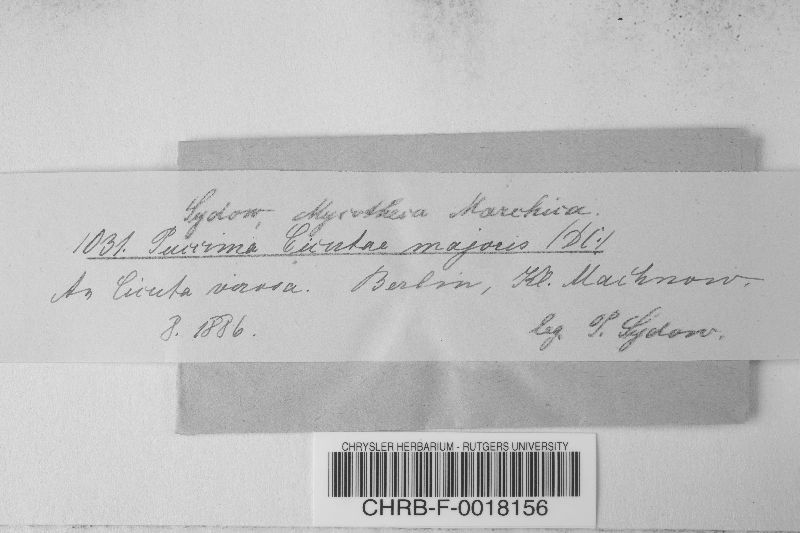 Sydow, Mycotheca Marchica.
1031. Puccinia Cicutae majoris (DC.)
An Cicuta virosa. Berlin, Kl. Machnow.
8. 1886. leg. P. Sydow.
CHRYSLER HERBARIUM - RUTGERS UNIVERSITY
CHRB-F-0018156